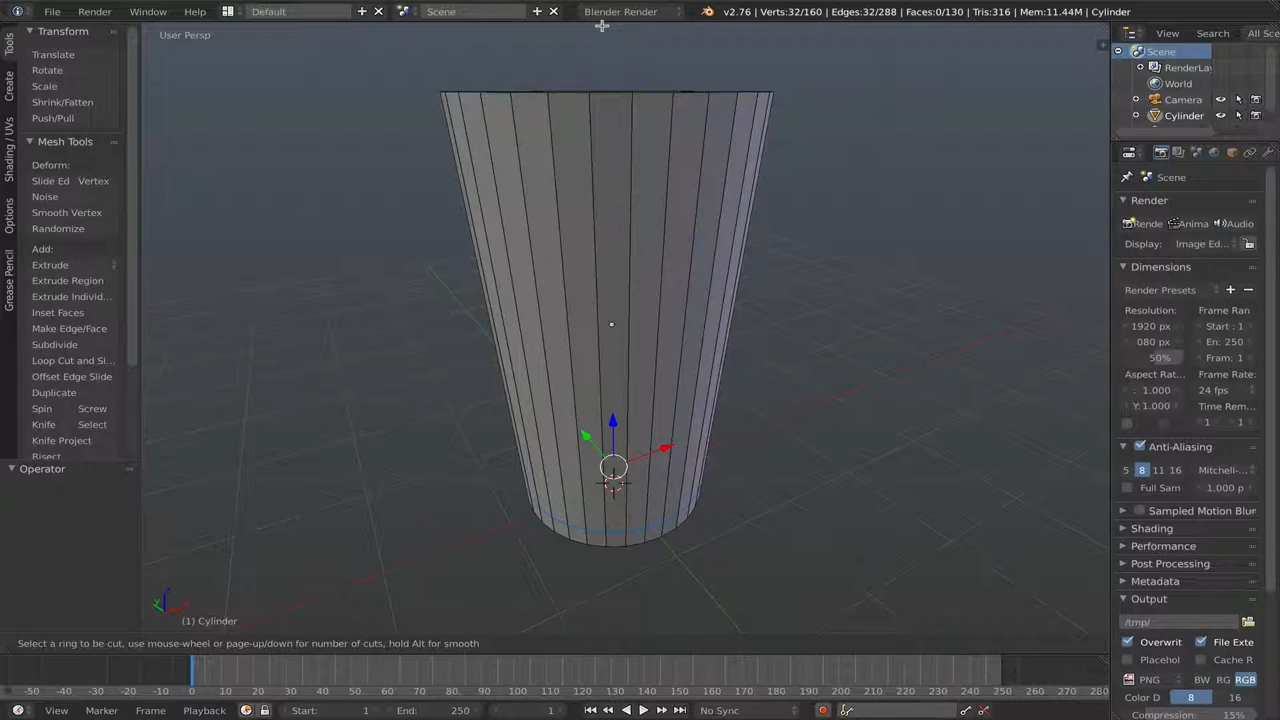 File Render Window Help Default Scene Blender Render v2.76 | Verts:32/160 | Edges:32/288 | Faces:0/130 | Tris:316 | Mem:11.44M | Cylinder
User Persp
Tools
Create
Shading / UVs
Options
Grease Pencil
Transform
Translate
Rotate
Scale
Shrink/Fatten
Push/Pull
Mesh Tools
Deform:
Slide Ed Vertex
Noise
Smooth Vertex
Randomize
Add:
Extrude
Extrude Region
Extrude Individ...
Inset Faces
Make Edge/Face
Subdivide
Loop Cut and Sl...
Offset Edge Slide
Duplicate
Spin Screw
Knife Select
Knife Project
Bisect
Operator
(1) Cylinder
Select a ring to be cut, use mouse-wheel or page-up/down for number of cuts, hold Alt for smooth
View Search All Sce
Scene
RenderLay
World
Camera
Cylinder
Scene
Render
Rende Anima Audio
Display: Image Ed...
Dimensions
Render Presets
Resolution: Frame Ran
1920 px Start : 1
080 px En: 250
50% Fram: 1
Aspect Rat... Frame Rate:
: 1.000 24 fps
Y: 1.000 Time Rem...
1 1
Anti-Aliasing
5 8 11 16 Mitchell-...
Full Sam 1.000 p
Sampled Motion Blur
Shading
Performance
Post Processing
Metadata
Output
/tmp/
Overwrit File Exte
Placehol Cache R
PNG BW RG RGB
Color D 8 16
Compression: 15%
-50 -40 -30 -20 -10 0 10 20 30 40 50 60 70 80 90 100 110 120 130 140 150 160 170 180 190 200 210 220 230 240 250 260 270 280
View Marker Frame Playback Start: 1 End: 250 1 No Sync